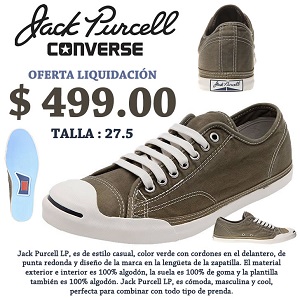 Jack Purcell
CONVERSE
OFERTA LIQUIDACIÓN
$ 499.00
TALLA : 27.5
Jack Purcell LP, es de estilo casual, color verde con cordones en el delantero, de
punta redonda y diseño de la marca en la lengüeta de la zapatilla. El material
exterior e interior es 100% algodón, la suela es 100% de goma y la plantilla
también es 100% algodón. Jack Purcell LP, es cómoda, masculina y cool,
perfecta para combinar con todo tipo de prenda.